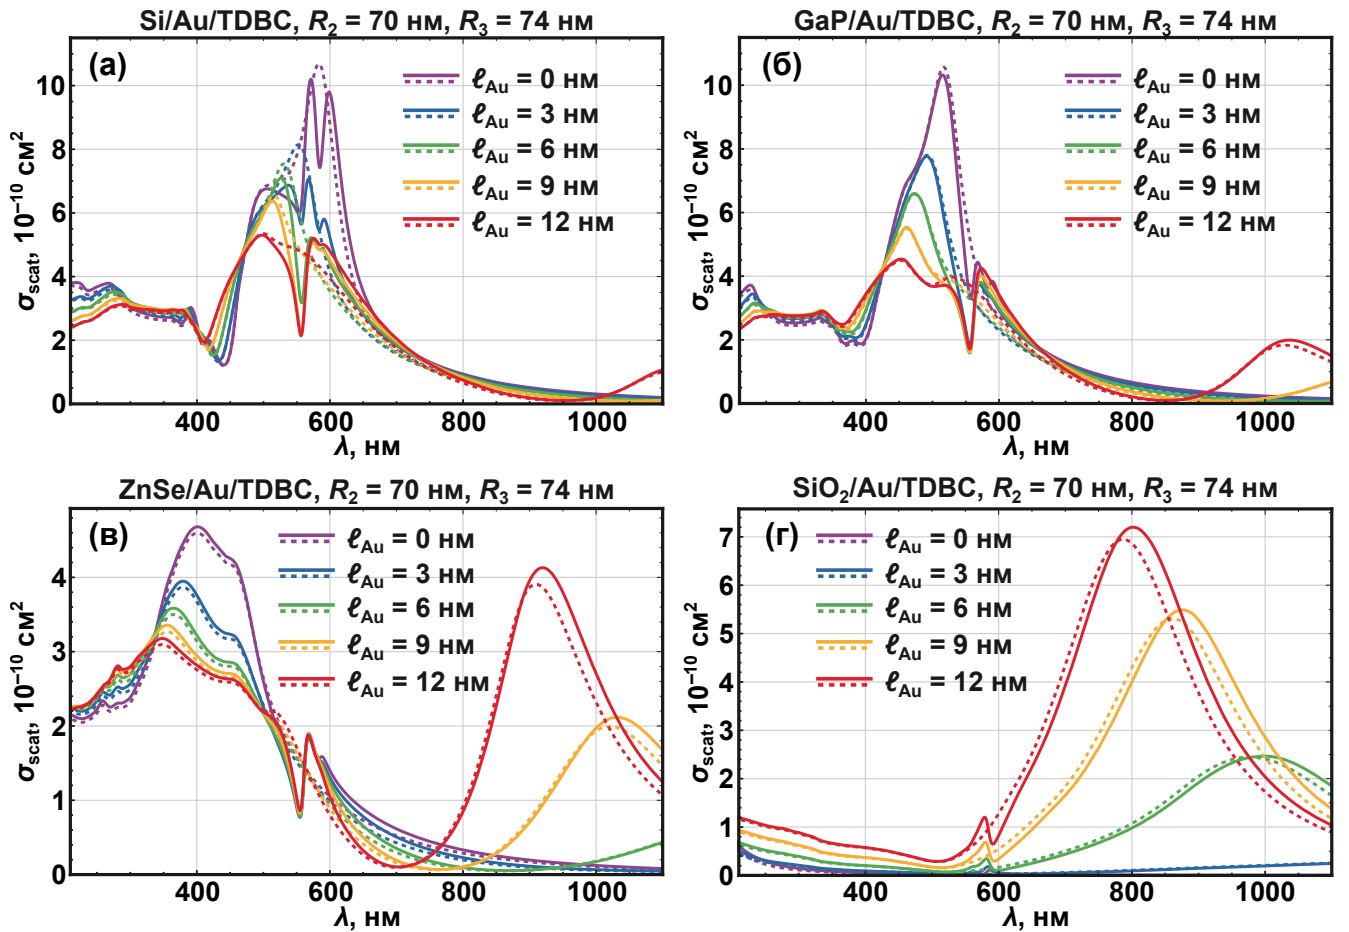 Si/Au/TDBC, R₂ = 70 нм, R₃ = 74 нм
(а)
ℓAu = 0 нм
ℓAu = 3 нм
ℓAu = 6 нм
ℓAu = 9 нм
ℓAu = 12 нм
σscat, 10⁻¹⁰ см²
10
8
6
4
2
0
400 600 800 1000
λ, нм
GaP/Au/TDBC, R₂ = 70 нм, R₃ = 74 нм
(б)
ℓAu = 0 нм
ℓAu = 3 нм
ℓAu = 6 нм
ℓAu = 9 нм
ℓAu = 12 нм
σscat, 10⁻¹⁰ см²
10
8
6
4
2
0
400 600 800 1000
λ, нм
ZnSe/Au/TDBC, R₂ = 70 нм, R₃ = 74 нм
(в)
ℓAu = 0 нм
ℓAu = 3 нм
ℓAu = 6 нм
ℓAu = 9 нм
ℓAu = 12 нм
σscat, 10⁻¹⁰ см²
4
3
2
1
0
400 600 800 1000
λ, нм
SiO₂/Au/TDBC, R₂ = 70 нм, R₃ = 74 нм
(г)
ℓAu = 0 нм
ℓAu = 3 нм
ℓAu = 6 нм
ℓAu = 9 нм
ℓAu = 12 нм
σscat, 10⁻¹⁰ см²
7
6
5
4
3
2
1
0
400 600 800 1000
λ, нм